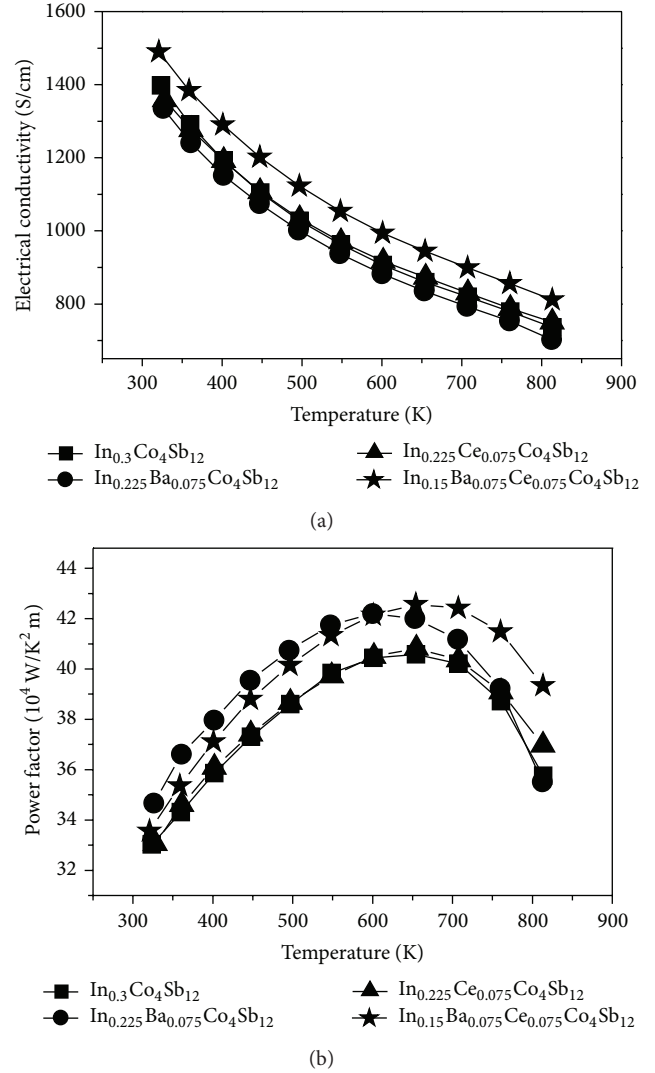 1600
1400
1200
1000
800
Electrical conductivity (S/cm)
300 400 500 600 700 800 900
Temperature (K)
In0.3Co4Sb12 In0.225Ce0.075Co4Sb12
In0.225Ba0.075Co4Sb12 In0.15Ba0.075Ce0.075Co4Sb12
(a)
44
42
40
38
36
34
32
Power factor (10^4 W/K^2 m)
300 400 500 600 700 800 900
Temperature (K)
In0.3Co4Sb12 In0.225Ce0.075Co4Sb12
In0.225Ba0.075Co4Sb12 In0.15Ba0.075Ce0.075Co4Sb12
(b)